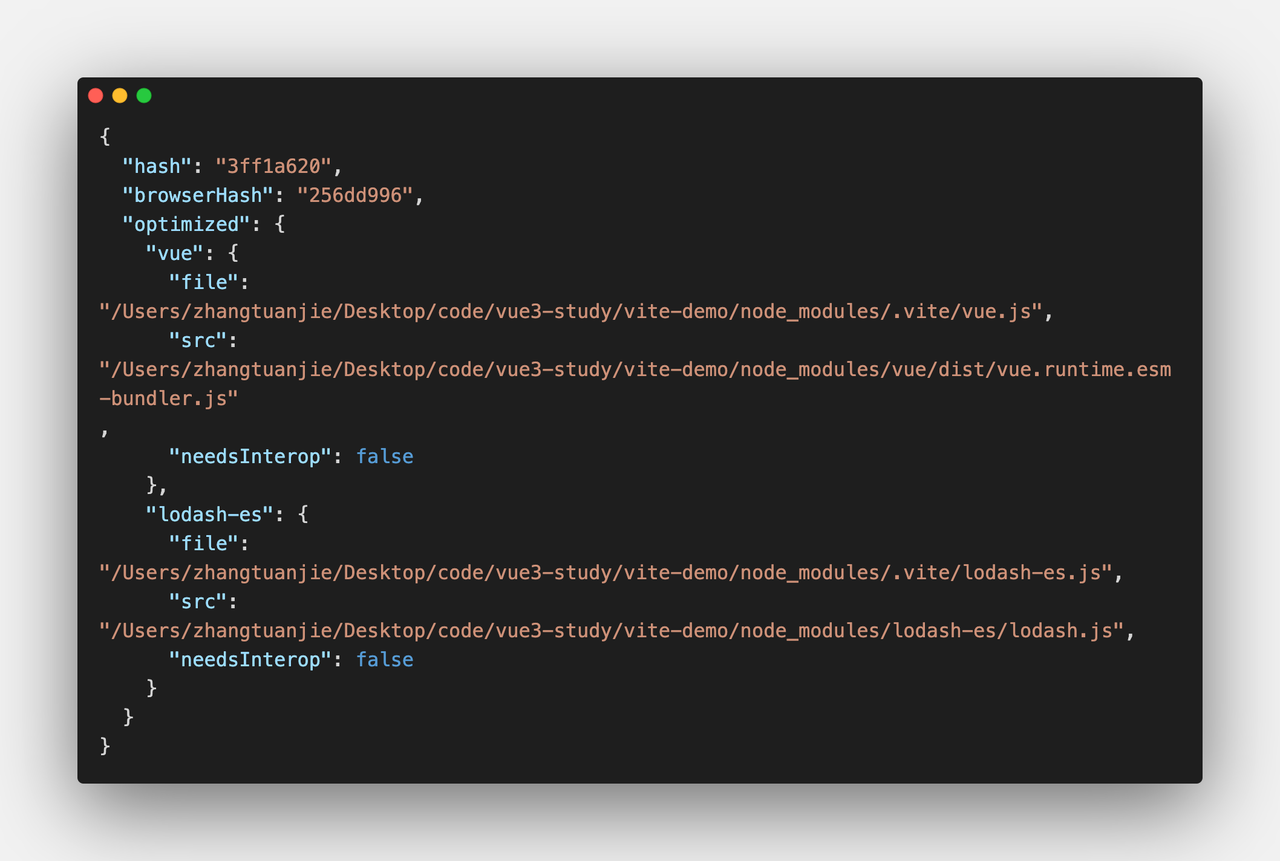 {
  "hash": "3ff1a620",
  "browserHash": "256dd996",
  "optimized": {
    "vue": {
      "file":
"/Users/zhangtuanjie/Desktop/code/vue3-study/vite-demo/node_modules/.vite/vue.js",
      "src":
"/Users/zhangtuanjie/Desktop/code/vue3-study/vite-demo/node_modules/vue/dist/vue.runtime.esm
-bundler.js"
,
      "needsInterop": false
    },
    "lodash-es": {
      "file":
"/Users/zhangtuanjie/Desktop/code/vue3-study/vite-demo/node_modules/.vite/lodash-es.js",
      "src":
"/Users/zhangtuanjie/Desktop/code/vue3-study/vite-demo/node_modules/lodash-es/lodash.js",
      "needsInterop": false
    }
  }
}